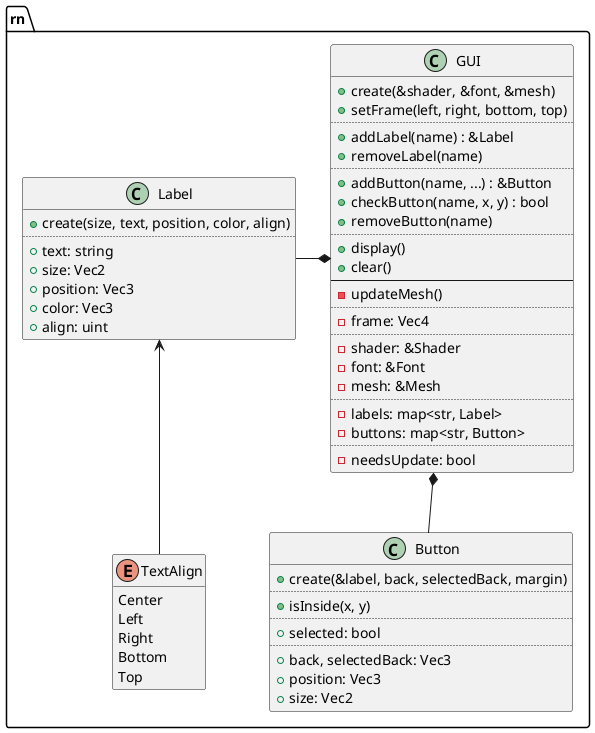 rn
C GUI
create(&shader, &font, &mesh)
setFrame(left, right, bottom, top)
addLabel(name) : &Label
removeLabel(name)
addButton(name, ...) : &Button
checkButton(name, x, y) : bool
removeButton(name)
display()
clear()
updateMesh()
frame: Vec4
shader: &Shader
font: &Font
mesh: &Mesh
labels: map<str, Label>
buttons: map<str, Button>
needsUpdate: bool
C Label
create(size, text, position, color, align)
text: string
size: Vec2
position: Vec3
color: Vec3
align: uint
E TextAlign
Center
Left
Right
Bottom
Top
C Button
create(&label, back, selectedBack, margin)
isInside(x, y)
selected: bool
back, selectedBack: Vec3
position: Vec3
size: Vec2